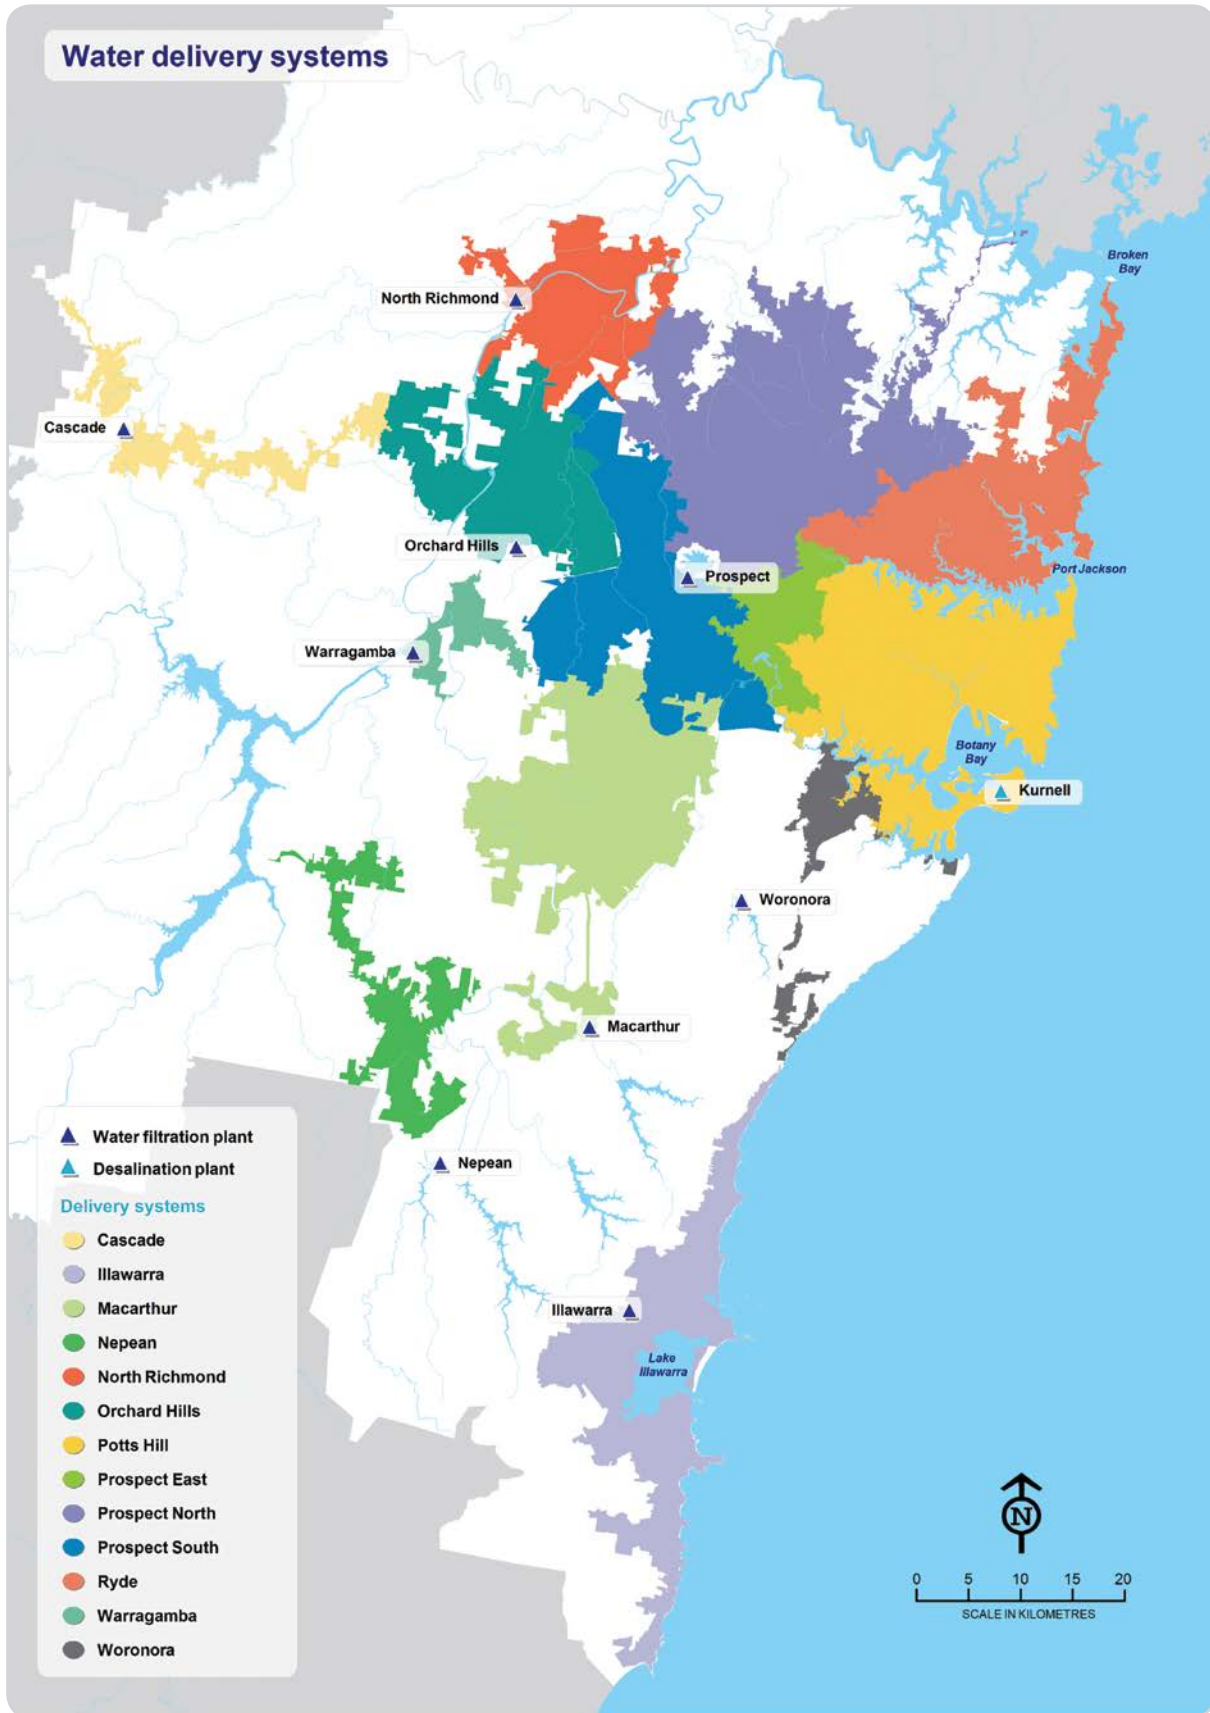 Water delivery systems
Broken
Bay
North Richmond
Cascade
Orchard Hills
Prospect
Port Jackson
Warragamba
Botany
Bay
Kurnell
Woronora
Macarthur
Nepean
Illawarra
Lake
Illawarra
Water filtration plant
Desalination plant
Delivery systems
Cascade
Illawarra
Macarthur
Nepean
North Richmond
Orchard Hills
Potts Hill
Prospect East
Prospect North
Prospect South
Ryde
Warragamba
Woronora
N
0 5 10 15 20
SCALE IN KILOMETRES